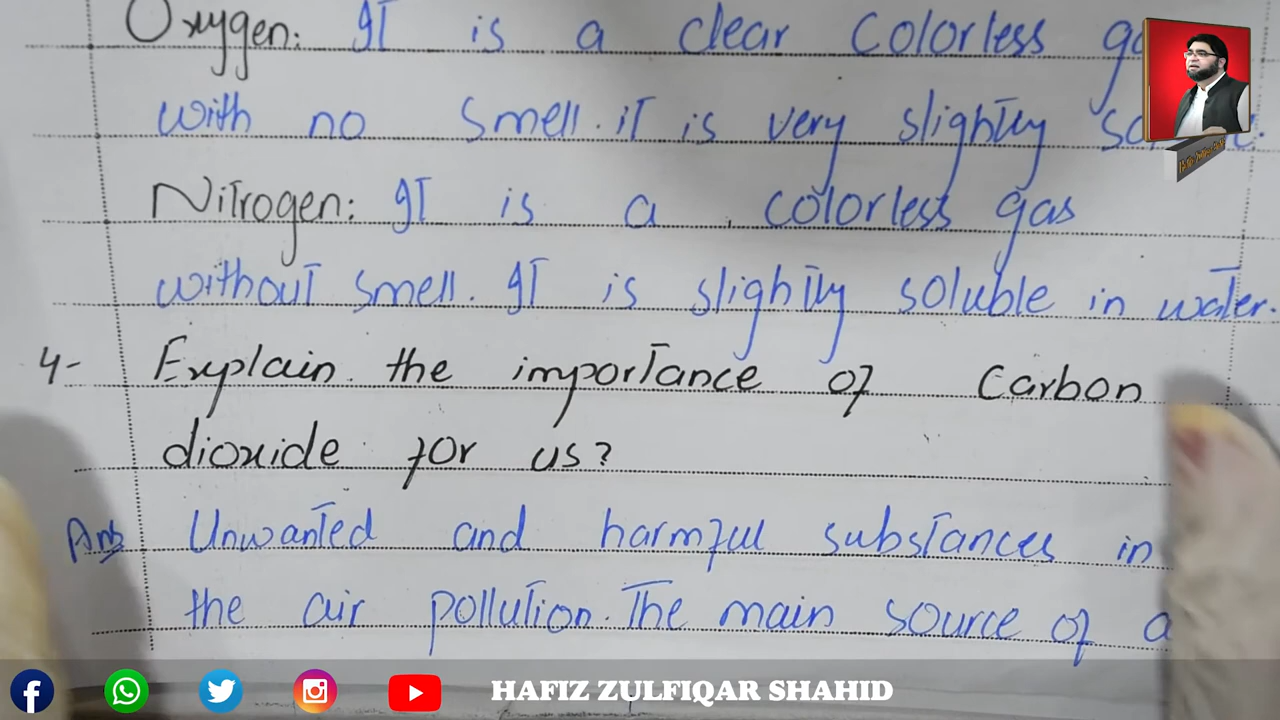 Oxygen: It is a clear colorless
with no smell. it is very slightly
Nitrogen: It is a colorless gas
without smell. It is slightly soluble in water.
4- Explain the importance of Carbon
dioxide for us?
Ans Unwanted and harmful substances in
the air pollution. The main source of a
HAFIZ ZULFIQAR SHAHID